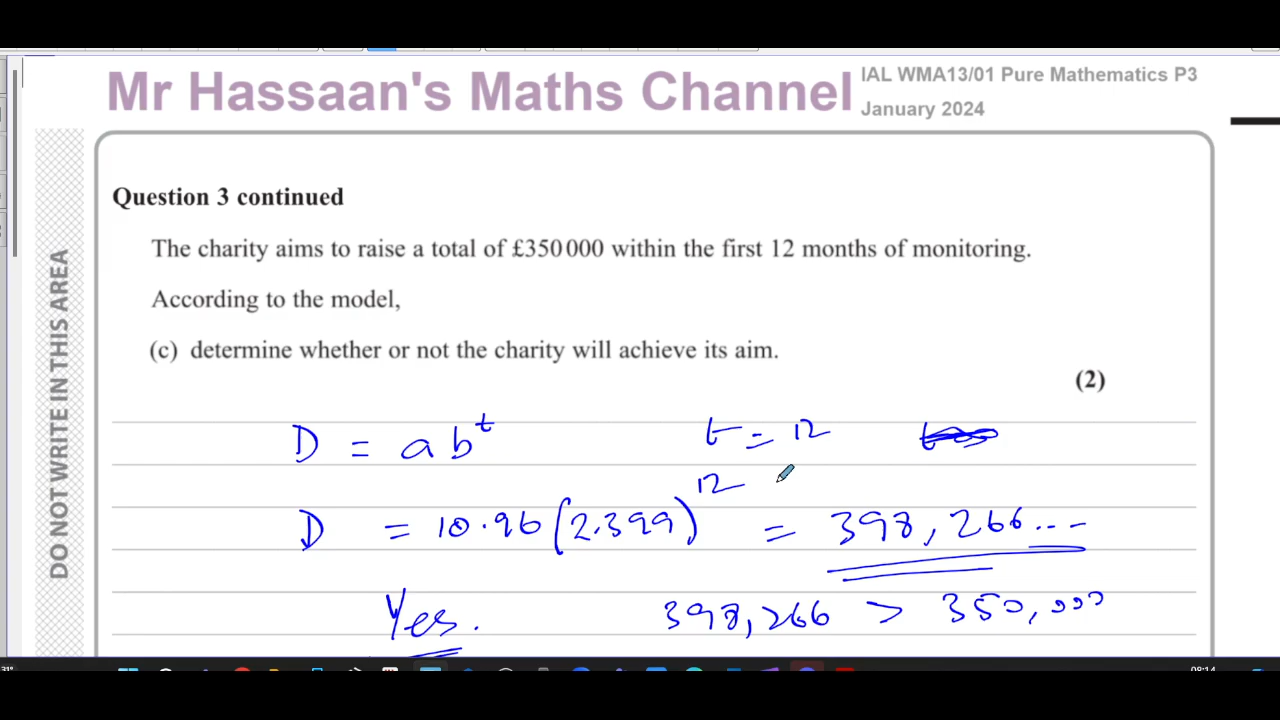 Mr Hassaan's Maths Channel
IAL WMA13/01 Pure Mathematics P3
January 2024
DO NOT WRITE IN THIS AREA
Question 3 continued
The charity aims to raise a total of £350 000 within the first 12 months of monitoring.
According to the model,
(c) determine whether or not the charity will achieve its aim.
(2)
D = ab^t t = 12
D = 10.96(2.399)^12 = 398,266...
Yes. 398,266 > 350,000
31°
08:14